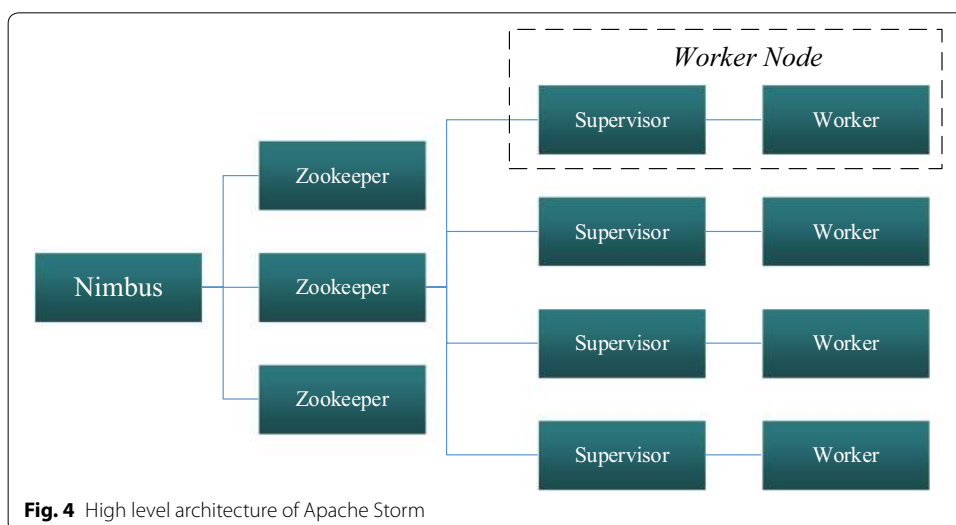 Worker Node
Supervisor
Worker
Zookeeper
Supervisor
Worker
Nimbus
Zookeeper
Supervisor
Worker
Zookeeper
Supervisor
Worker
Fig. 4 High level architecture of Apache Storm